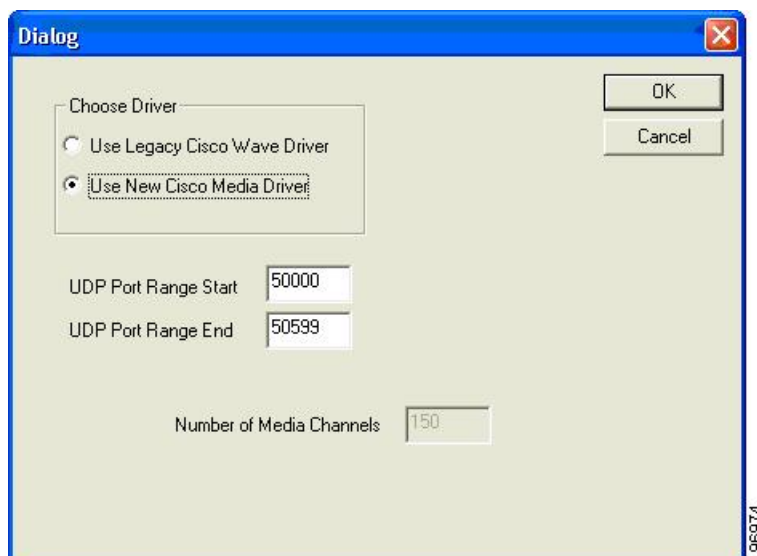 Dialog
Choose Driver
Use Legacy Cisco Wave Driver
Use New Cisco Media Driver
OK
Cancel
UDP Port Range Start 50000
UDP Port Range End 50599
Number of Media Channels 150
96974